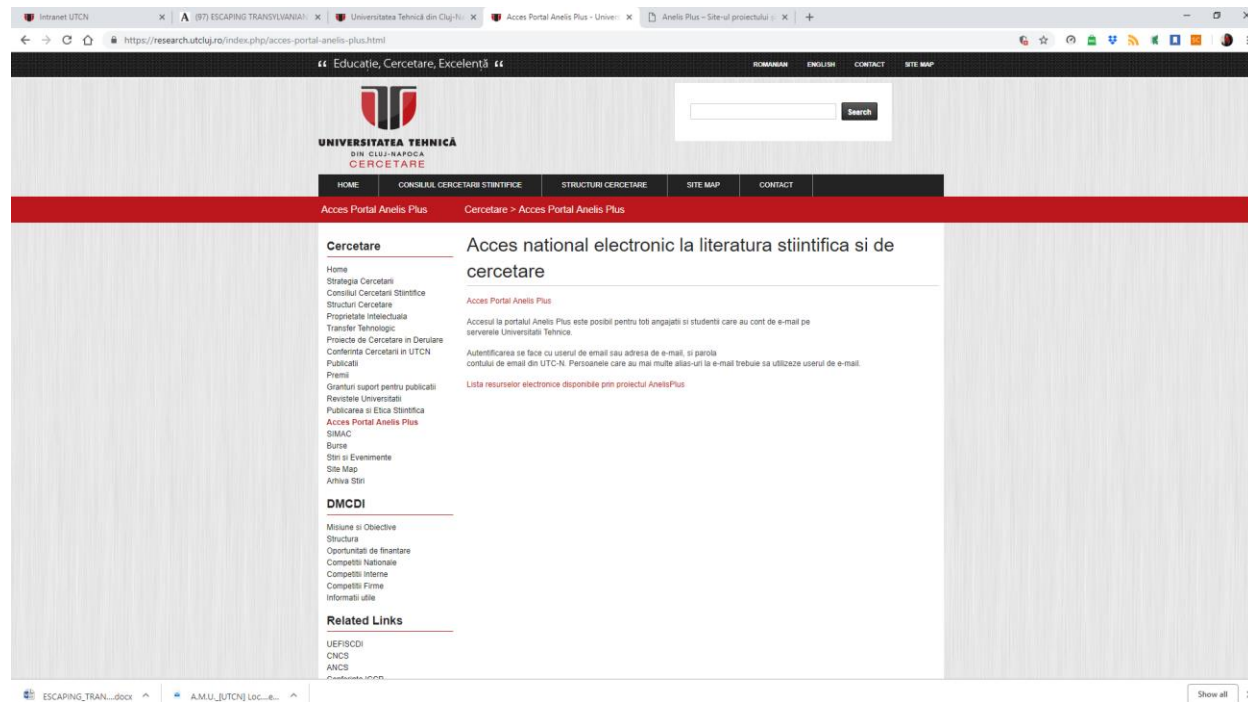 Intranet UTCN
(97) ESCAPING TRANSYLVANIAN
Universitatea Tehnică din Cluj-N
Acces Portal Anelis Plus - Univer
Anelis Plus – Site-ul proiectului
https://research.utcluj.ro/index.php/acces-portal-anelis-plus.html
Educaţie, Cercetare, Excelenţă
ROMANIAN ENGLISH CONTACT SITE MAP
Search
UNIVERSITATEA TEHNICĂ
DIN CLUJ-NAPOCA
CERCETARE
HOME CONSILIUL CERCETARII STIINTIFICE STRUCTURI CERCETARE SITE MAP CONTACT
Acces Portal Anelis Plus Cercetare > Acces Portal Anelis Plus
Cercetare
Home
Strategia Cercetarii
Consiliul Cercetarii Stiintifice
Structuri Cercetare
Proprietate Intelectuala
Transfer Tehnologic
Proiecte de Cercetare in Derulare
Conferinta Cercetarii in UTCN
Publicatii
Premii
Granturi suport pentru publicatii
Revistele Universitatii
Publicarea si Etica Stiintifica
Acces Portal Anelis Plus
SIMAC
Burse
Stiri si Evenimente
Site Map
Arhiva Stiri
DMCDI
Misiune si Obiective
Structura
Oportunitati de finantare
Competitii Nationale
Competitii Interne
Competitii Firme
Informatii utile
Related Links
UEFISCDI
CNCS
ANCS
Acces national electronic la literatura stiintifica si de
cercetare
Acces Portal Anelis Plus
Accesul la portalul Anelis Plus este posibil pentru toti angajatii si studentii care au cont de e-mail pe
serverele Universitatii Tehnice.
Autentificarea se face cu userul de email sau adresa de e-mail, si parola
contului de email din UTC-N. Persoanele care au mai multe alias-uri la e-mail trebuie sa utilizeze userul de e-mail.
Lista resurselor electronice disponibile prin proiectul AnelisPlus
ESCAPING_TRAN....docx
A.M.U._[UTCN] Loc....e...
Show all